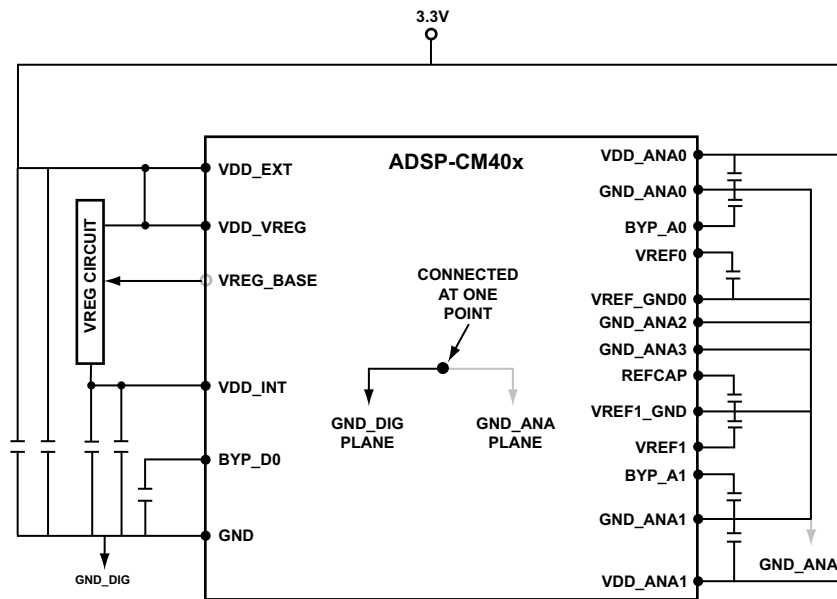 3.3V
ADSP-CM40x
VDD_EXT
VDD_VREG
VREG_BASE
VREG CIRCUIT
VDD_INT
BYP_D0
GND
GND_DIG
CONNECTED
AT ONE
POINT
GND_DIG
PLANE
GND_ANA
PLANE
VDD_ANA0
GND_ANA0
BYP_A0
VREF0
VREF_GND0
GND_ANA2
GND_ANA3
REFCAP
VREF1_GND
VREF1
BYP_A1
GND_ANA1
VDD_ANA1
GND_ANA